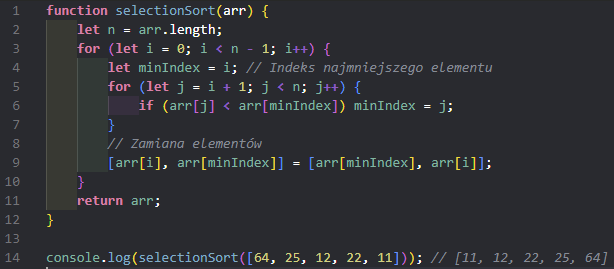 1 function selectionSort(arr) {
2 let n = arr.length;
3 for (let i = 0; i < n - 1; i++) {
4 let minIndex = i; // Indeks najmniejszego elementu
5 for (let j = i + 1; j < n; j++) {
6 if (arr[j] < arr[minIndex]) minIndex = j;
7 }
8 // Zamiana elementów
9 [arr[i], arr[minIndex]] = [arr[minIndex], arr[i]];
10 }
11 return arr;
12 }
13
14 console.log(selectionSort([64, 25, 12, 22, 11])); // [11, 12, 22, 25, 64]